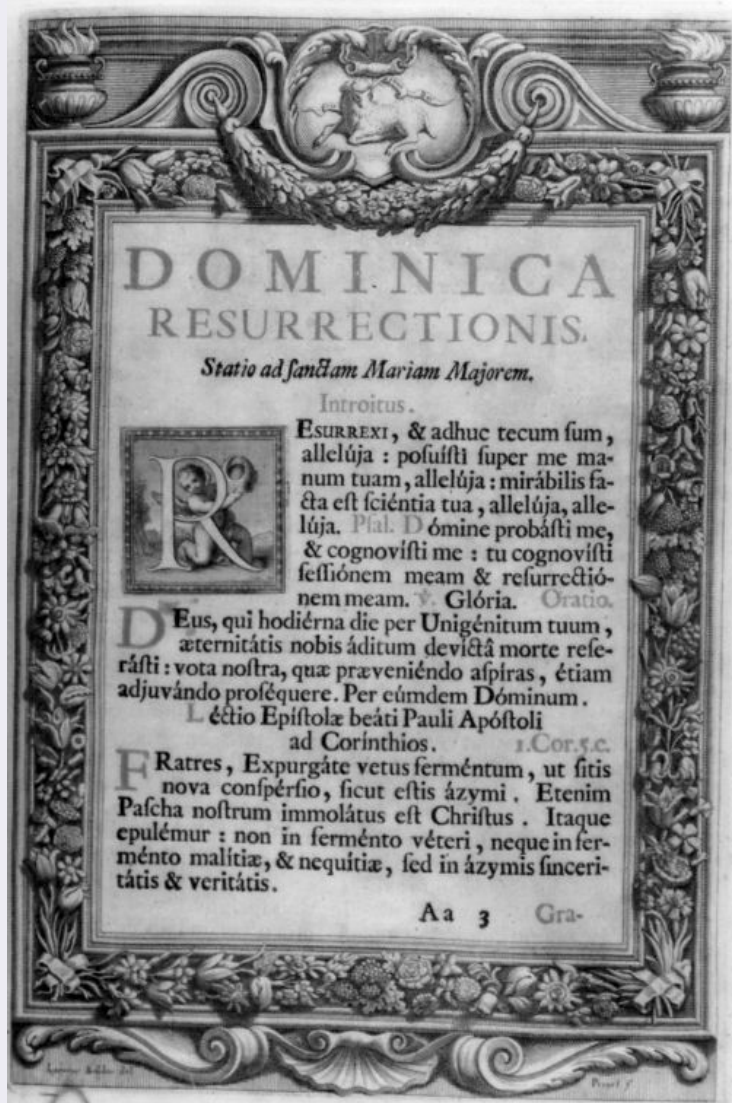 DOMINICA
RESURRECTIONIS.
Statio ad ſanctam Mariam Majorem.
Introitus.
RESURREXI, & adhuc tecum ſum,
allelúja : poſuíſti ſuper me ma-
num tuam, allelúja : mirábilis fa-
cta eſt ſciéntia tua, allelúja, alle-
lúja. Pſal. Dómine probáſti me,
& cognovíſti me : tu cognovíſti
ſeſſiónem meam & reſurrectió-
nem meam. ℣. Glória. Oratio.
DEus, qui hodiérna die per Unigénitum tuum,
æternitátis nobis áditum devictâ morte reſe-
ráſti : vota noſtra, quæ præveniéndo aſpíras, étiam
adjuvándo proſéquere. Per eúmdem Dóminum.
Léctio Epíſtolæ beáti Pauli Apóſtoli
ad Corínthios. 1.Cor.5.c.
FRatres, Expurgáte vetus ferméntum, ut ſitis
nova conſpérſio, ſicut eſtis ázymi. Etenim
Paſcha noſtrum immolátus eſt Chriſtus. Itaque
epulémur : non in ferménto véteri, neque in fer-
ménto malítiæ, & nequítiæ, ſed in ázymis ſinceri-
tátis & veritátis.
Aa 3 Gra-